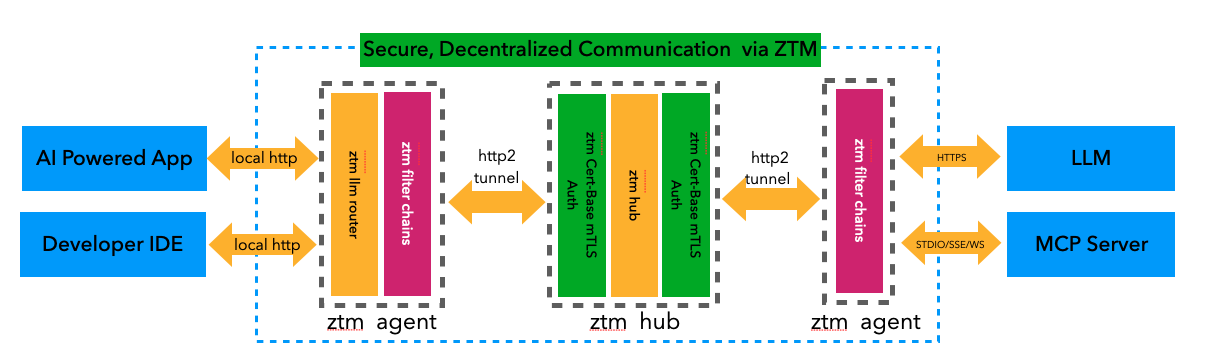 Secure, Decentralized Communication via ZTM
AI Powered App
local http
Developer IDE
local http
ztm llm
router
ztm filter chains
ztm agent
http2
tunnel
ztm Cert-Base mTLS
Auth
ztm hub
ztm Cert-Base mTLS
Auth
ztm hub
http2
tunnel
ztm filter chains
ztm agent
HTTPS
LLM
STDIO/SSE/WS
MCP Server